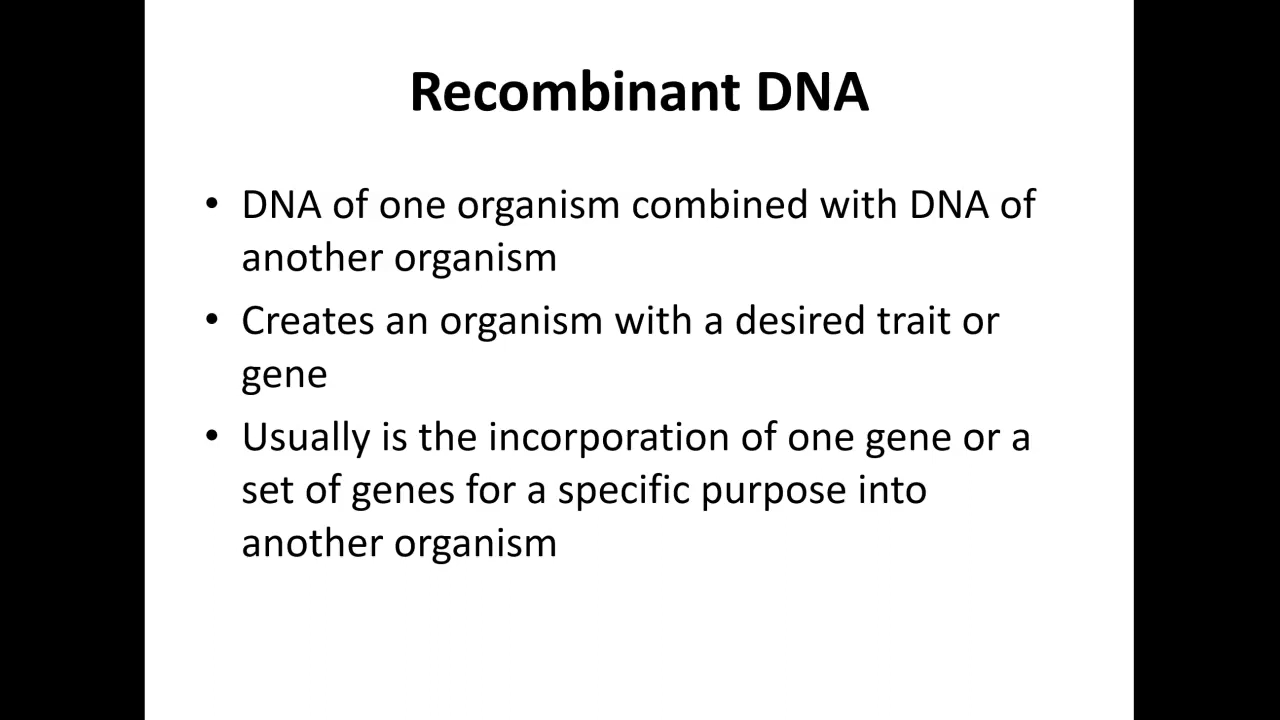 Recombinant DNA
• DNA of one organism combined with DNA of
another organism
• Creates an organism with a desired trait or
gene
• Usually is the incorporation of one gene or a
set of genes for a specific purpose into
another organism